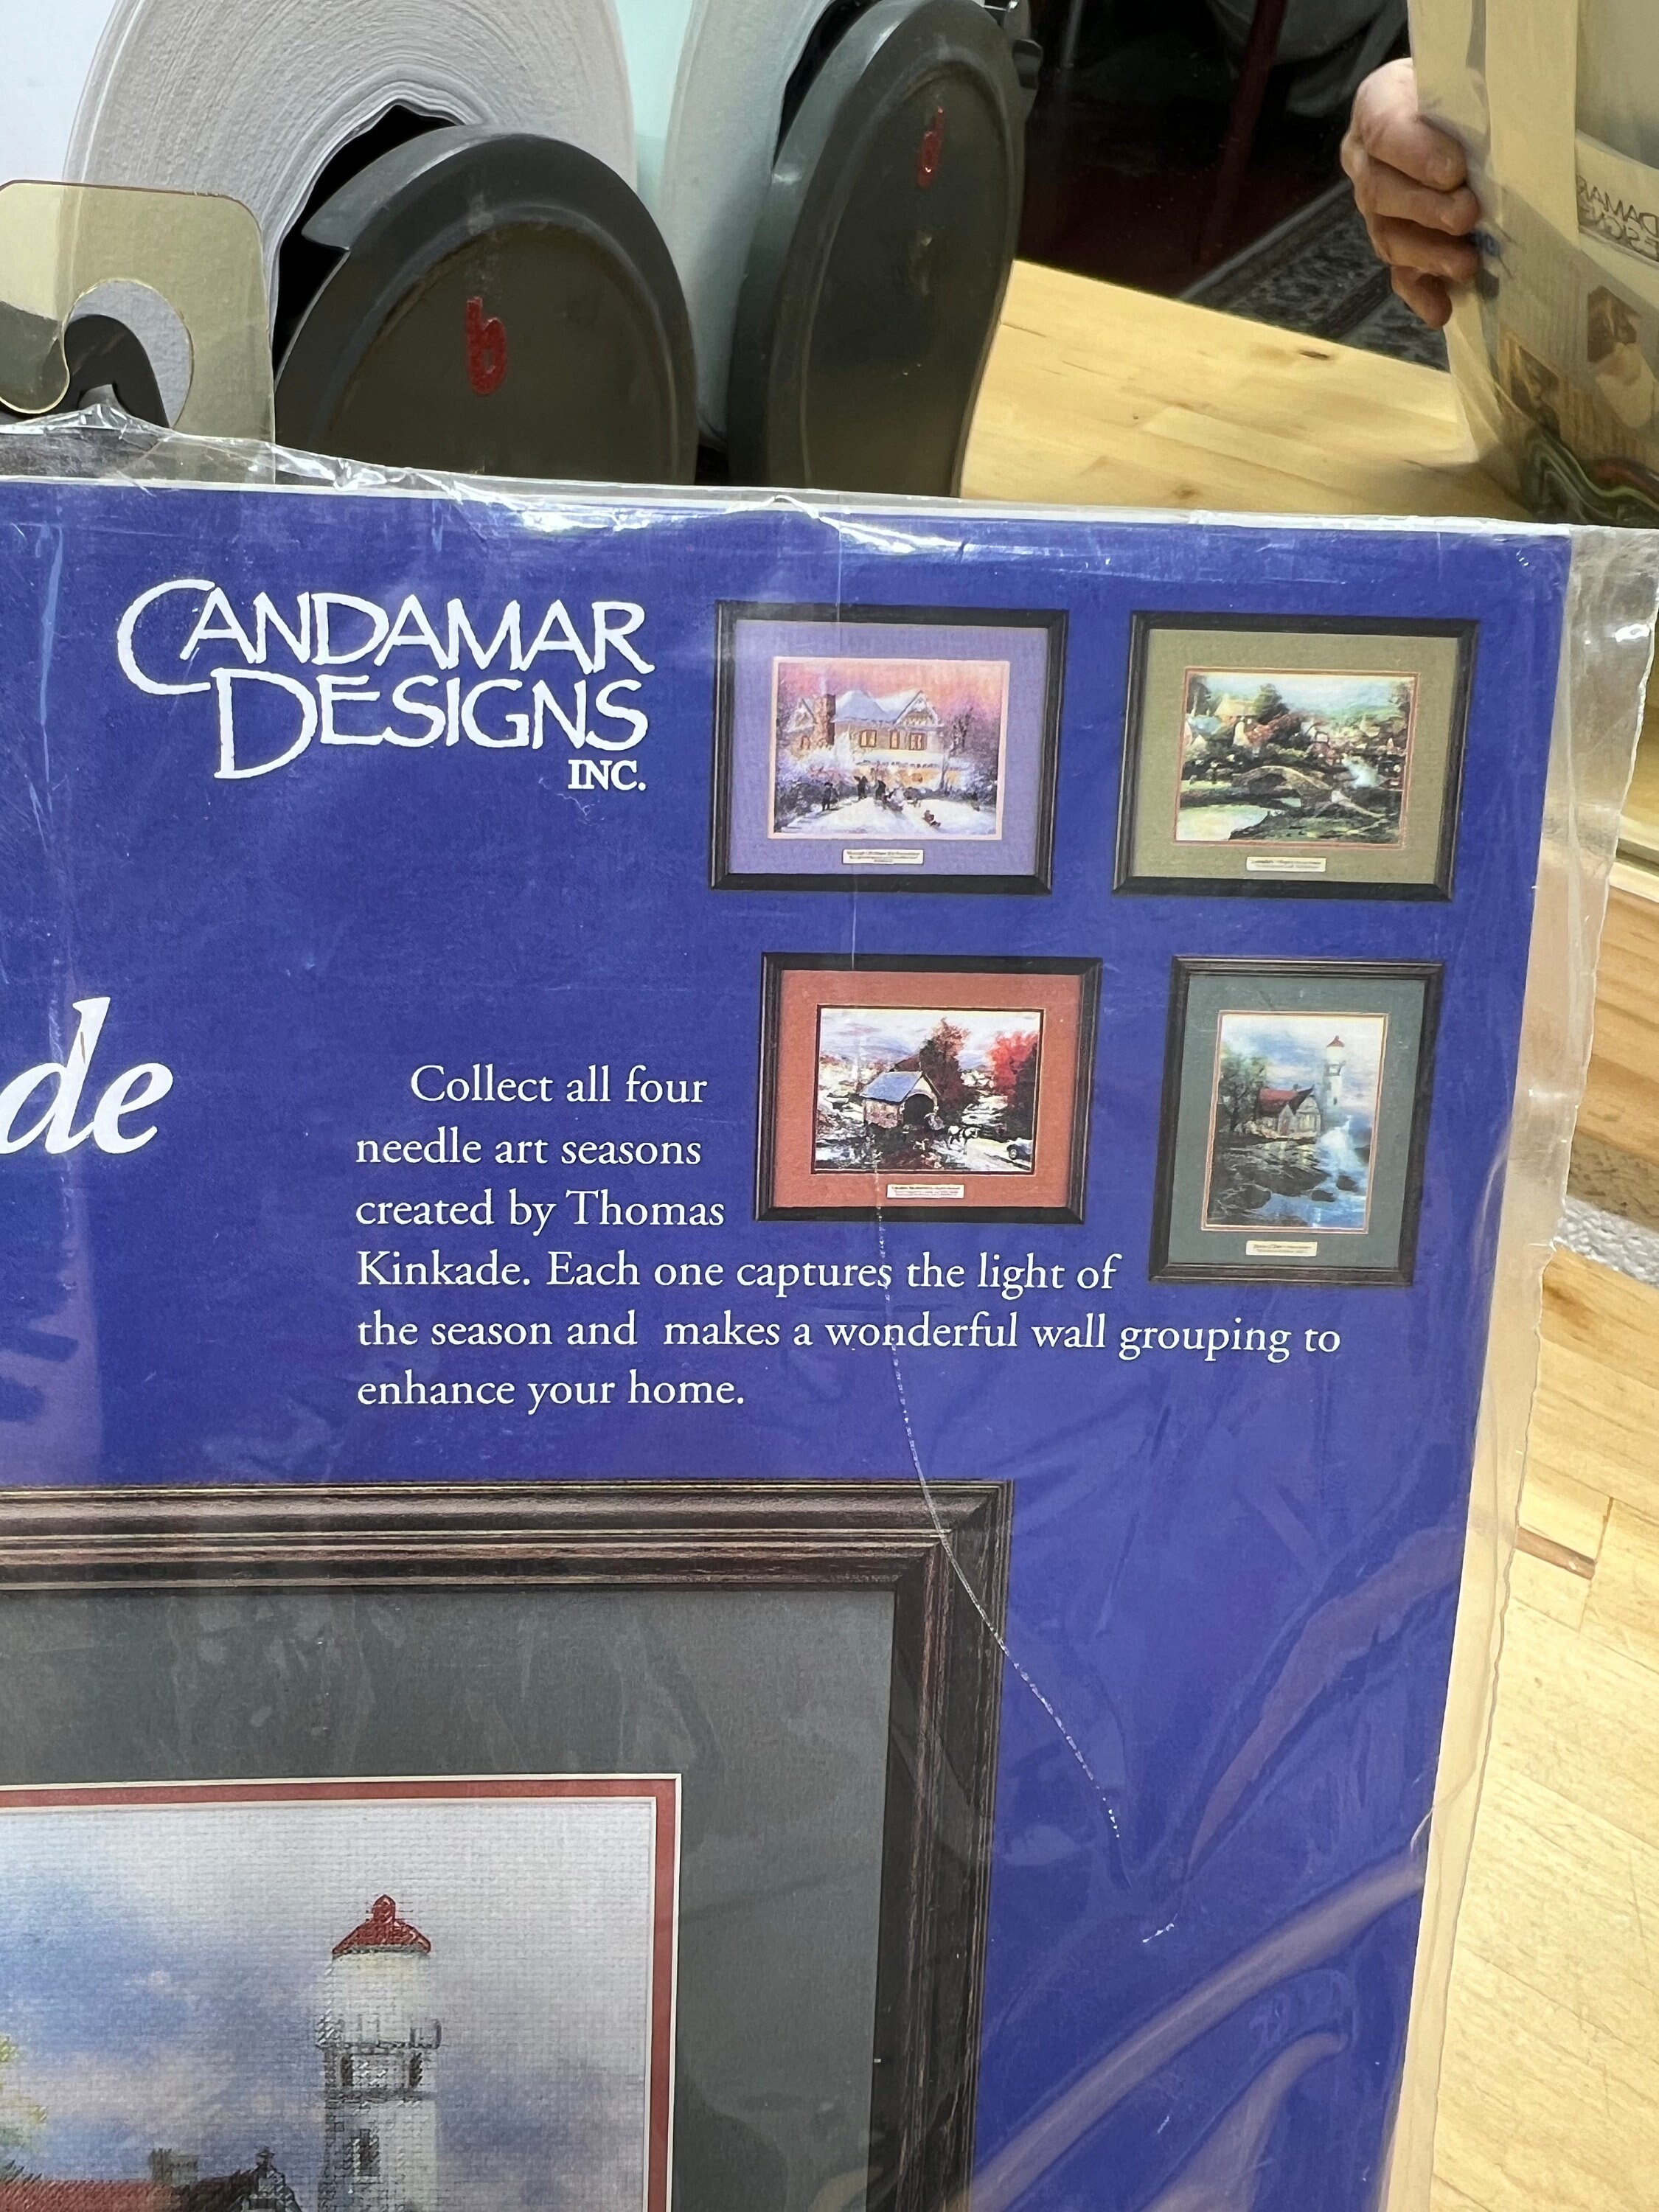 b
d
CANDAMAR
DESIGNS
INC.
de
Collect all four
needle art seasons
created by Thomas
Kinkade. Each one captures the light of
the season and  makes a wonderful wall grouping to
enhance your home.